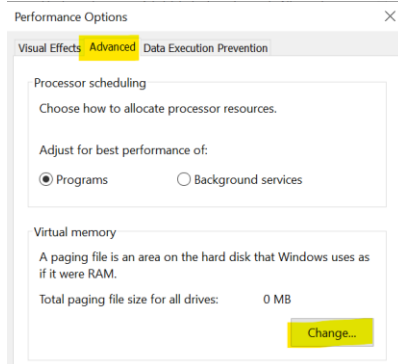 Performance Options
Visual Effects Advanced Data Execution Prevention
Processor scheduling
Choose how to allocate processor resources.
Adjust for best performance of:
Programs Background services
Virtual memory
A paging file is an area on the hard disk that Windows uses as
if it were RAM.
Total paging file size for all drives: 0 MB
Change...